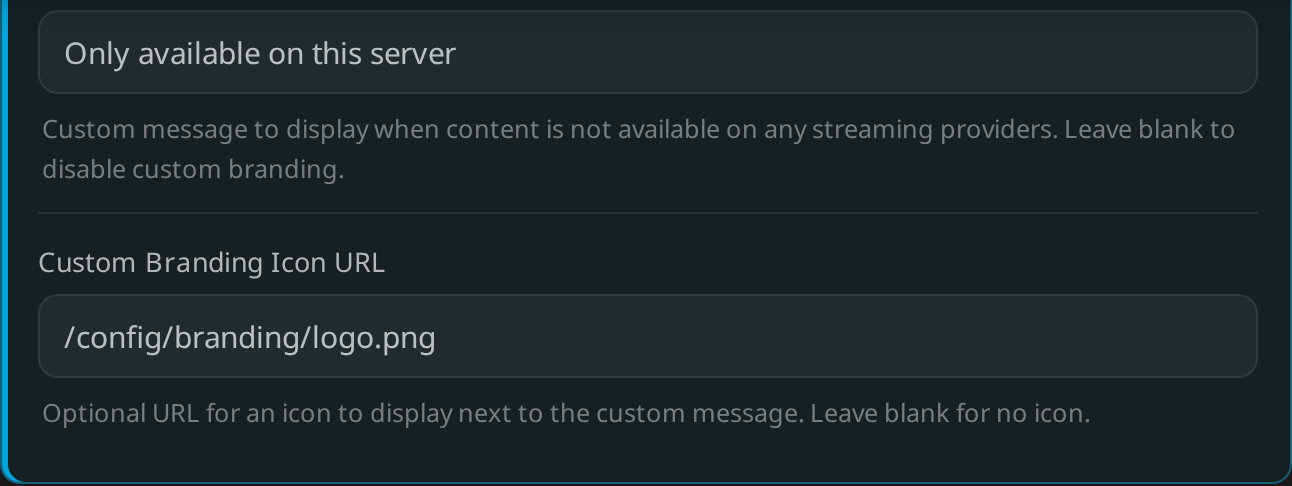 Only available on this server
Custom message to display when content is not available on any streaming providers. Leave blank to
disable custom branding.
Custom Branding Icon URL
/config/branding/logo.png
Optional URL for an icon to display next to the custom message. Leave blank for no icon.